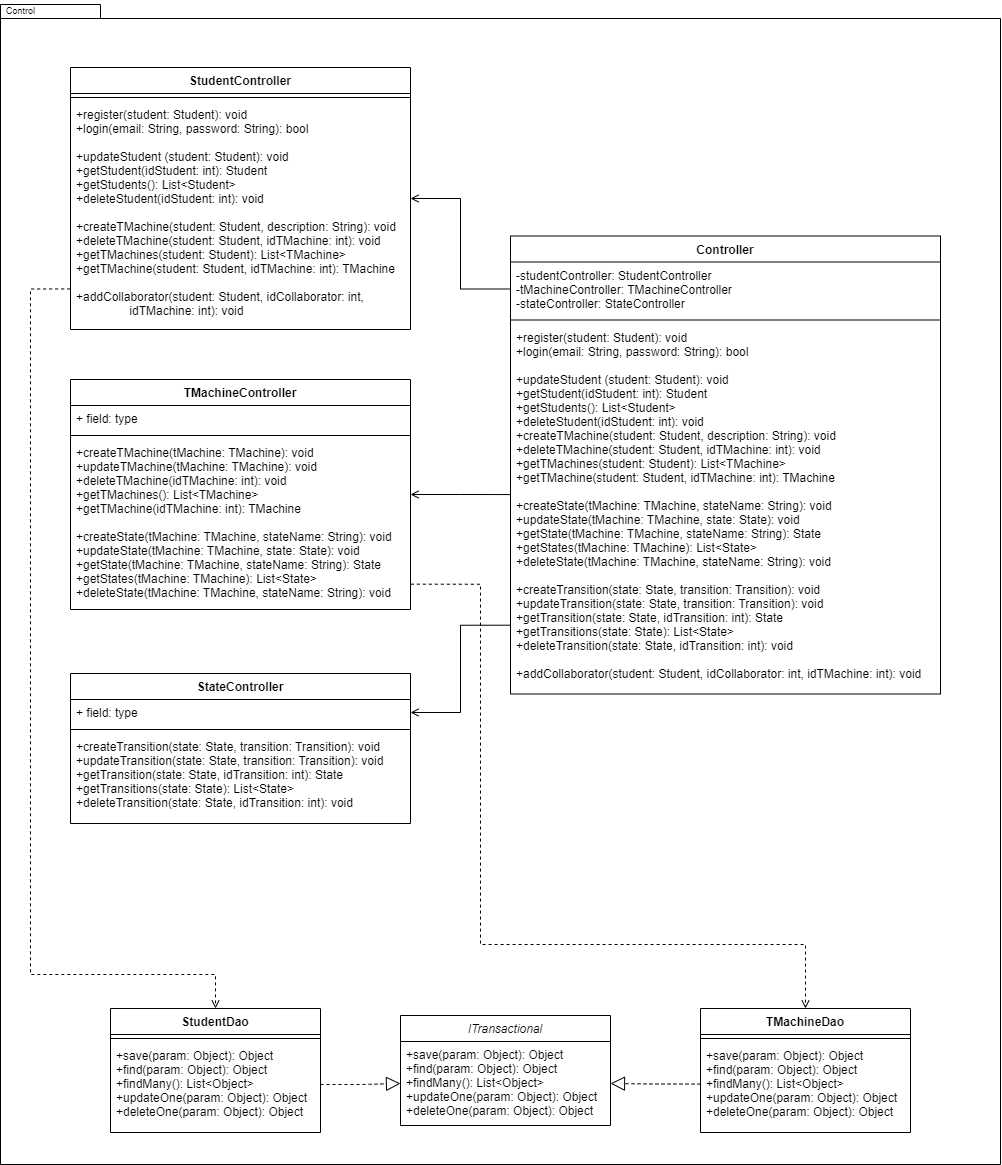 Control
StudentController
+register(student: Student): void
+login(email: String, password: String): bool
+updateStudent (student: Student): void
+getStudent(idStudent: int): Student
+getStudents(): List<Student>
+deleteStudent(idStudent: int): void
+createTMachine(student: Student, description: String): void
+deleteTMachine(student: Student, idTMachine: int): void
+getTMachines(student: Student): List<TMachine>
+getTMachine(student: Student, idTMachine: int): TMachine
+addCollaborator(student: Student, idCollaborator: int,
idTMachine: int): void
Controller
-studentController: StudentController
-tMachineController: TMachineController
-stateController: StateController
+register(student: Student): void
+login(email: String, password: String): bool
+updateStudent (student: Student): void
+getStudent(idStudent: int): Student
+getStudents(): List<Student>
+deleteStudent(idStudent: int): void
+createTMachine(student: Student, description: String): void
+deleteTMachine(student: Student, idTMachine: int): void
+getTMachines(student: Student): List<TMachine>
+getTMachine(student: Student, idTMachine: int): TMachine
+createState(tMachine: TMachine, stateName: String): void
+updateState(tMachine: TMachine, state: State): void
+getState(tMachine: TMachine, stateName: String): State
+getStates(tMachine: TMachine): List<State>
+deleteState(tMachine: TMachine, stateName: String): void
+createTransition(state: State, transition: Transition): void
+updateTransition(state: State, transition: Transition): void
+getTransition(state: State, idTransition: int): State
+getTransitions(state: State): List<State>
+deleteTransition(state: State, idTransition: int): void
+addCollaborator(student: Student, idCollaborator: int, idTMachine: int): void
TMachineController
+ field: type
+createTMachine(tMachine: TMachine): void
+updateTMachine(tMachine: TMachine): void
+deleteTMachine(idTMachine: int): void
+getTMachines(): List<TMachine>
+getTMachine(idTMachine: int): TMachine
+createState(tMachine: TMachine, stateName: String): void
+updateState(tMachine: TMachine, state: State): void
+getState(tMachine: TMachine, stateName: String): State
+getStates(tMachine: TMachine): List<State>
+deleteState(tMachine: TMachine, stateName: String): void
StateController
+ field: type
+createTransition(state: State, transition: Transition): void
+updateTransition(state: State, transition: Transition): void
+getTransition(state: State, idTransition: int): State
+getTransitions(state: State): List<State>
+deleteTransition(state: State, idTransition: int): void
StudentDao
+save(param: Object): Object
+find(param: Object): Object
+findMany(): List<Object>
+updateOne(param: Object): Object
+deleteOne(param: Object): Object
ITransactional
+save(param: Object): Object
+find(param: Object): Object
+findMany(): List<Object>
+updateOne(param: Object): Object
+deleteOne(param: Object): Object
TMachineDao
+save(param: Object): Object
+find(param: Object): Object
+findMany(): List<Object>
+updateOne(param: Object): Object
+deleteOne(param: Object): Object